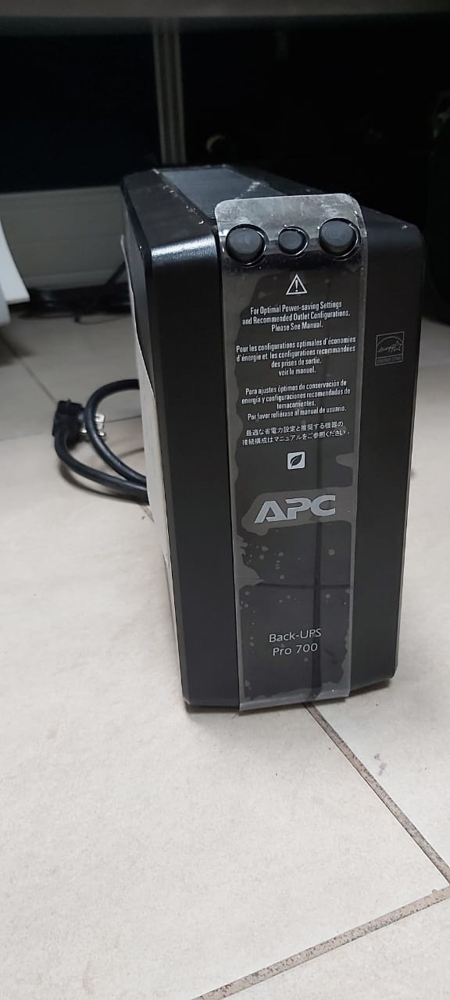 For Optimal Power-saving Settings
and Recommended Outlet Configurations,
Please See Manual.
Pour les configurations optimales d'économies
d'énergie et les configurations recommandées
des prises de sortie.
voir le manuel.
Para ajustes óptimos de conservación de
energía y configuraciones recomendadas de
tomacorrientes.
Por favor refiérase al manual de usuario.
最適な省電力設定と推奨する機器の
接続構成はマニュアルをご参照ください。
APC
Back-UPS
Pro 700